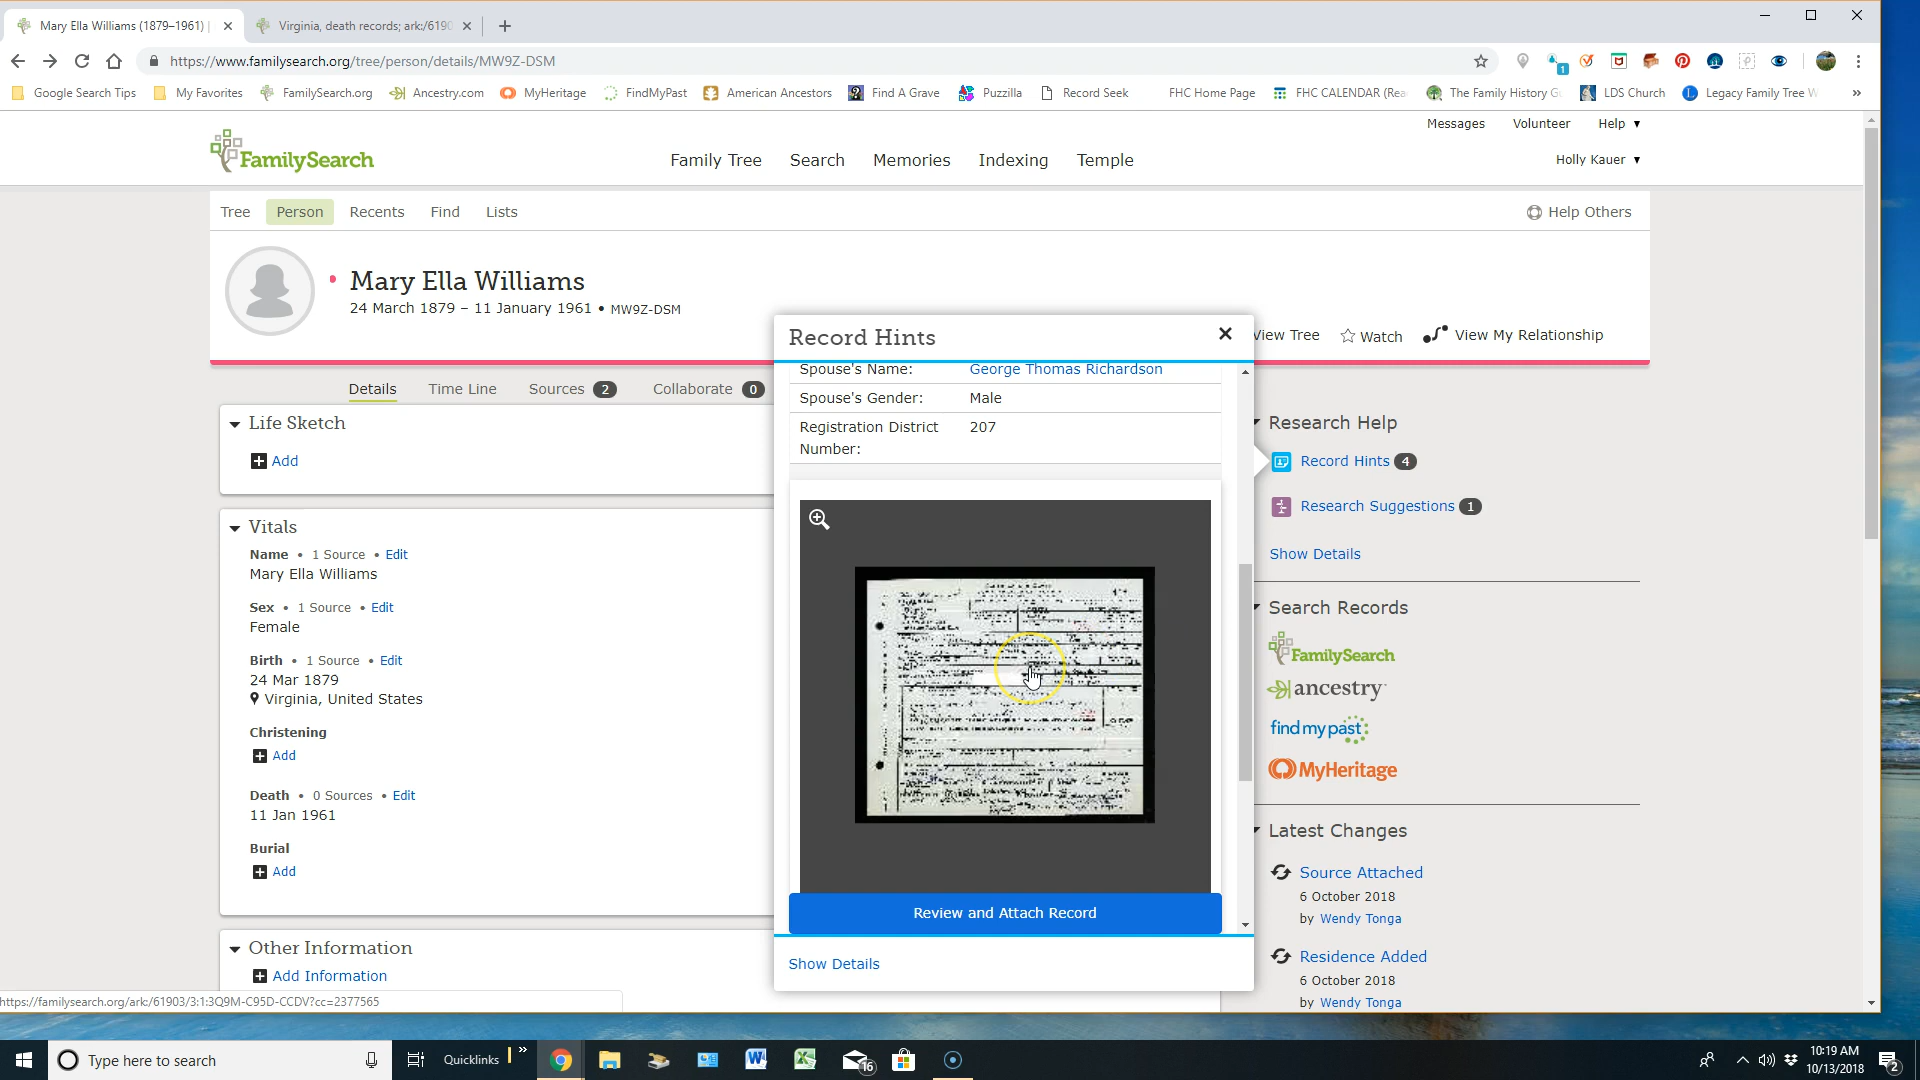 Mary Ella Williams (1879–1961) |
Virginia, death records; ark:/6190
https://www.familysearch.org/tree/person/details/MW9Z-DSM
1
Google Search Tips
My Favorites
FamilySearch.org
Ancestry.com
MyHeritage
FindMyPast
American Ancestors
Find A Grave
Puzzilla
Record Seek
FHC Home Page
FHC CALENDAR (Rea
The Family History Gu
LDS Church
Legacy Family Tree W
»
Messages
Volunteer
Help
FamilySearch
Family Tree
Search
Memories
Indexing
Temple
Holly Kauer
Tree
Person
Recents
Find
Lists
Help Others
Mary Ella Williams
24 March 1879 – 11 January 1961 • MW9Z-DSM
View Tree
Watch
View My Relationship
Details
Time Line
Sources 2
Collaborate 0
Life Sketch
Add
Vitals
Name • 1 Source • Edit
Mary Ella Williams
Sex • 1 Source • Edit
Female
Birth • 1 Source • Edit
24 Mar 1879
Virginia, United States
Christening
Add
Death • 0 Sources • Edit
11 Jan 1961
Burial
Add
Other Information
Add Information
Record Hints
Spouse's Name: George Thomas Richardson
Spouse's Gender: Male
Registration District 207
Number:
Review and Attach Record
Show Details
Research Help
Record Hints 4
Research Suggestions 1
Show Details
Search Records
FamilySearch
ancestry
findmypast
MyHeritage
Latest Changes
Source Attached
6 October 2018
by Wendy Tonga
Residence Added
6 October 2018
by Wendy Tonga
https://familysearch.org/ark:/61903/3:1:3Q9M-C95D-CCDV?cc=2377565
Type here to search
Quicklinks
»
16
10:19 AM
10/13/2018
2